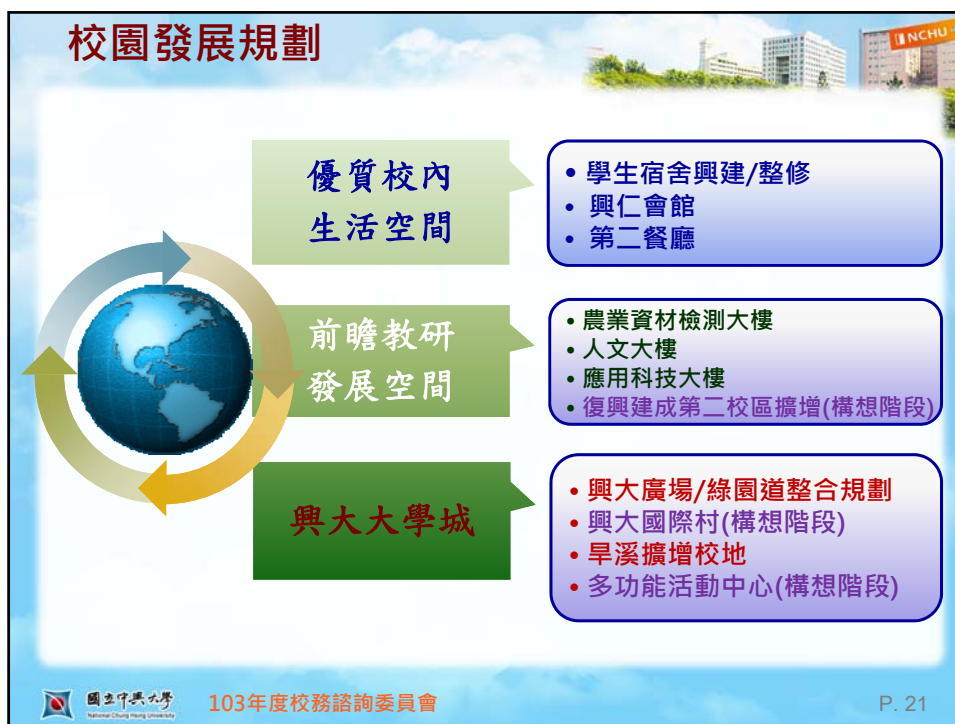 校園發展規劃
NCHU
優質校內
生活空間
• 學生宿舍興建/整修
• 興仁會館
• 第二餐廳
前瞻教研
發展空間
• 農業資材檢測大樓
• 人文大樓
• 應用科技大樓
• 復興建成第二校區擴增(構想階段)
興大大學城
• 興大廣場/綠園道整合規劃
• 興大國際村(構想階段)
• 旱溪擴增校地
• 多功能活動中心(構想階段)
國立中興大學
National Chung Hsing University
103年度校務諮詢委員會
P. 21